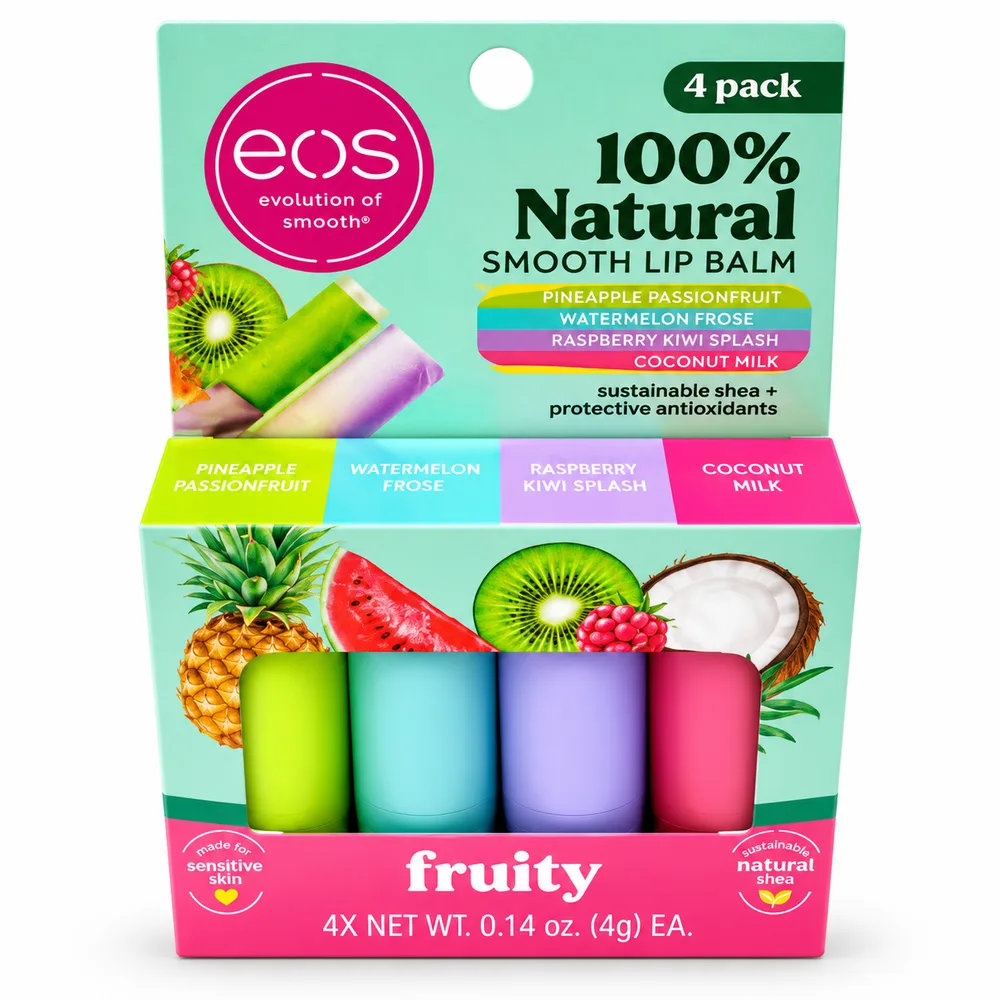 eos
evolution of
smooth®
4 pack
100%
Natural
SMOOTH LIP BALM
PINEAPPLE PASSIONFRUIT
WATERMELON FROSE
RASPBERRY KIWI SPLASH
COCONUT MILK
sustainable shea +
protective antioxidants
PINEAPPLE
PASSIONFRUIT
WATERMELON
FROSE
RASPBERRY
KIWI SPLASH
COCONUT
MILK
made for
sensitive
skin
fruity
4X NET WT. 0.14 oz. (4g) EA.
sustainable
natural
shea